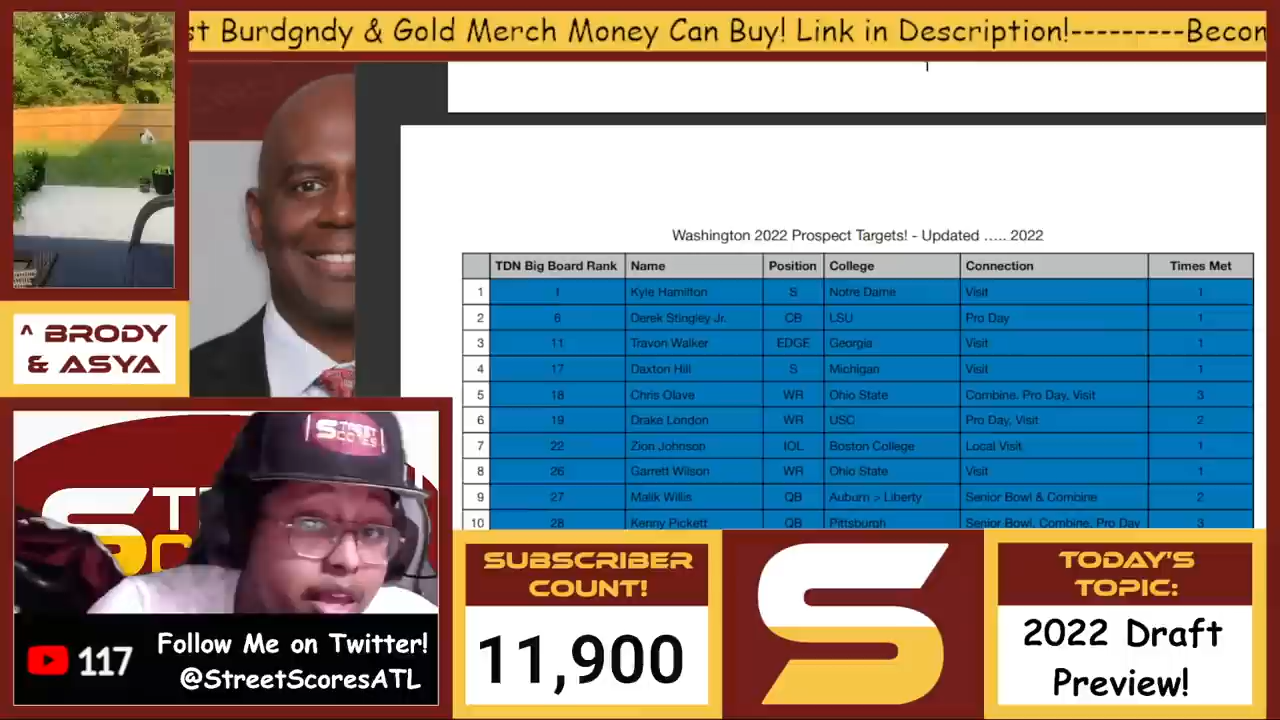 st Burdgndy & Gold Merch Money Can Buy! Link in Description!---------Becom
Washington 2022 Prospect Targets! - Updated ..... 2022
TDN Big Board Rank Name Position College Connection Times Met
1 1 Kyle Hamilton S Notre Dame Visit 1
2 6 Derek Stingley Jr. CB LSU Pro Day 1
3 11 Travon Walker EDGE Georgia Visit 1
4 17 Daxton Hill S Michigan Visit 1
5 18 Chris Olave WR Ohio State Combine, Pro Day, Visit 3
6 19 Drake London WR USC Pro Day, Visit 2
7 22 Zion Johnson IOL Boston College Local Visit 1
8 26 Garrett Wilson WR Ohio State Visit 1
9 27 Malik Willis QB Auburn > Liberty Senior Bowl & Combine 2
10 28 Kenny Pickett QB Pittsburgh Senior Bowl, Combine, Pro Day 3
^ BRODY
& ASYA
STREET
SCORES
117
Follow Me on Twitter!
@StreetScoresATL
SUBSCRIBER
COUNT!
11,900
S
TODAY'S
TOPIC:
2022 Draft
Preview!